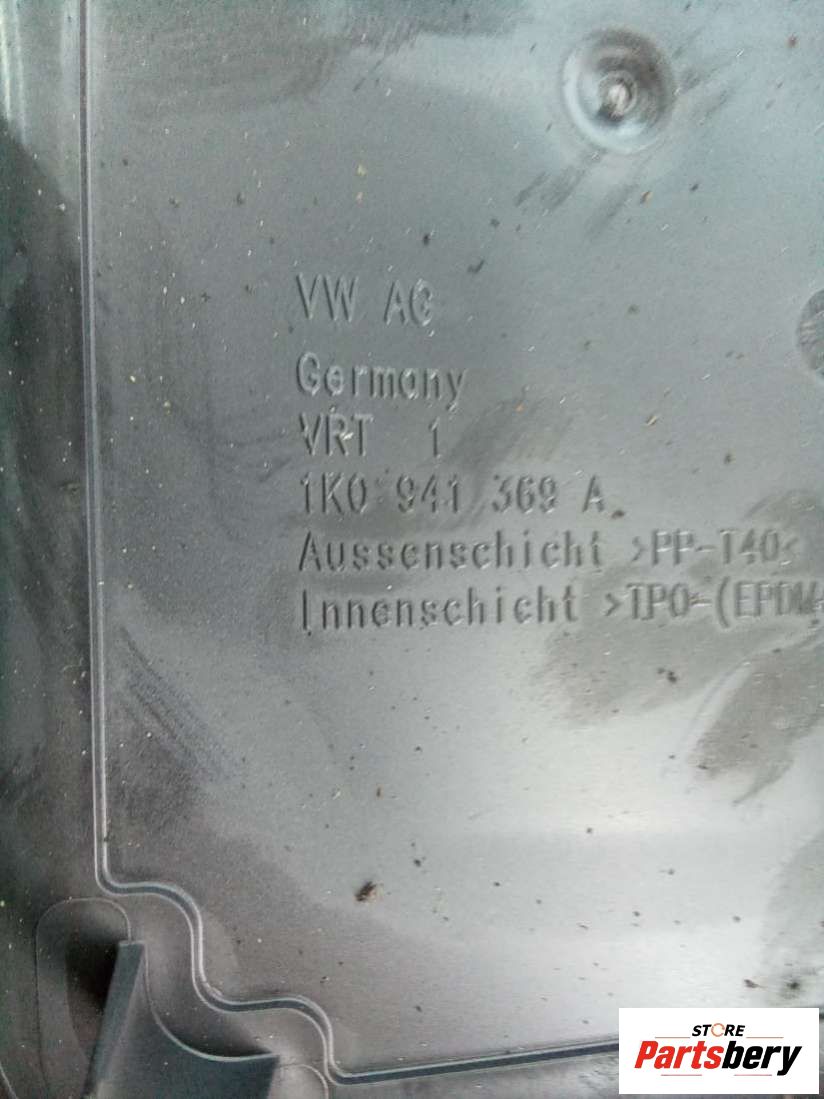 VW AG
Germany
VRT 1
1K0 941 369 A
Aussenschicht >PP-T40<
Innenschicht >TPO-(EPDM+
STORE
Partsbery